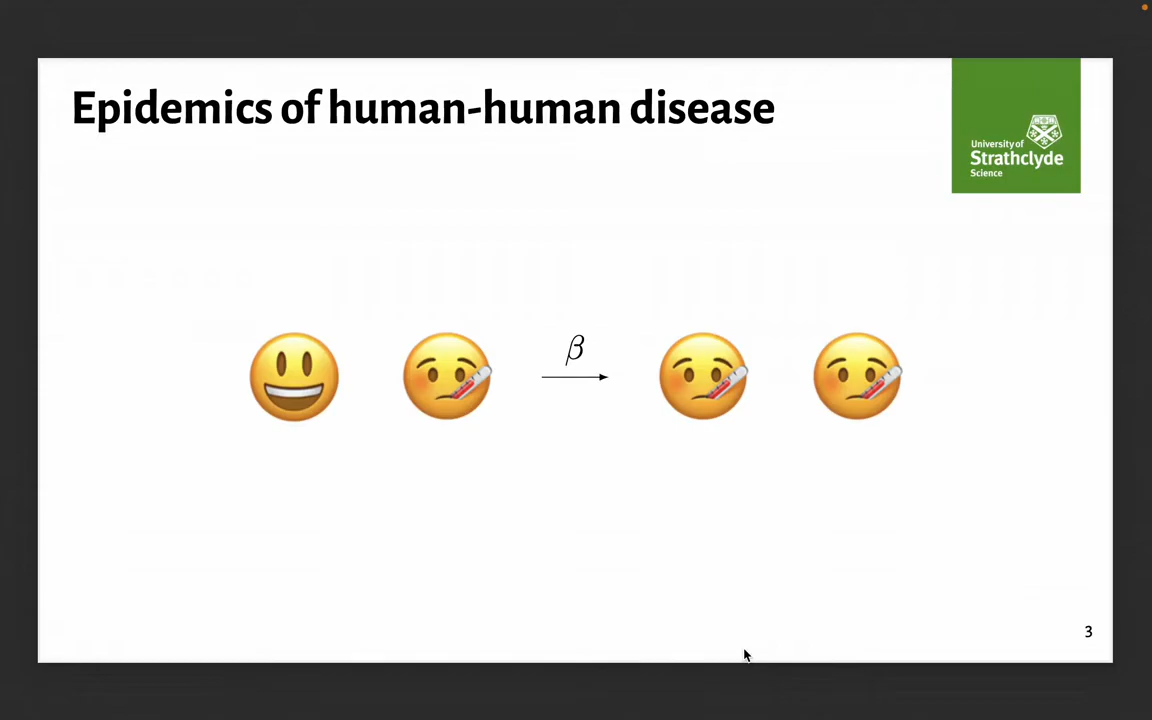 Epidemics of human-human disease
University of
Strathclyde
Science
β
3